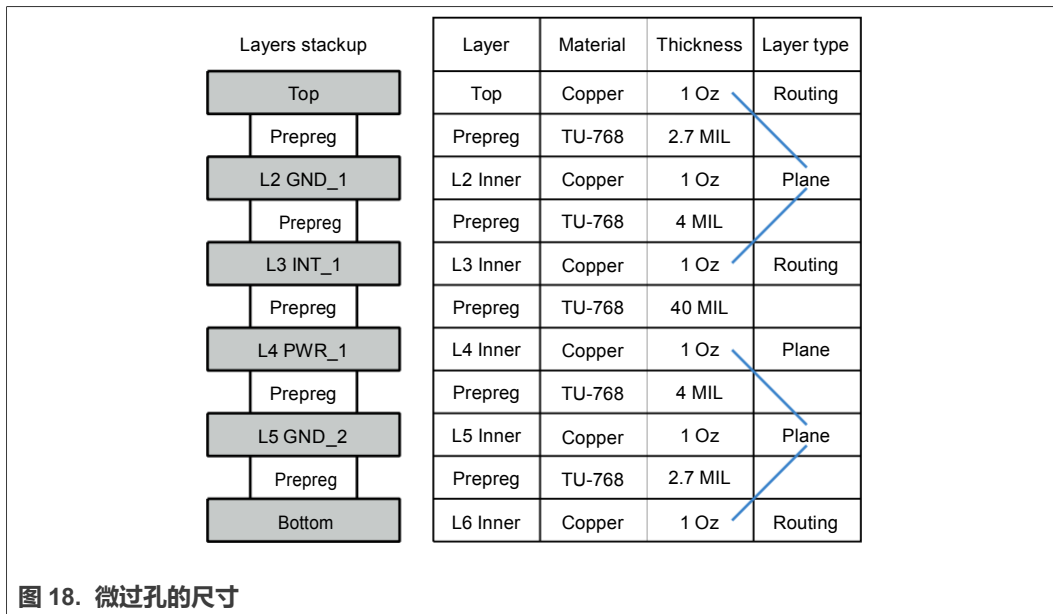 Layers stackup Layer Material Thickness Layer type
Top Top Copper 1 Oz Routing
Prepreg Prepreg TU-768 2.7 MIL
L2 GND_1 L2 Inner Copper 1 Oz Plane
Prepreg Prepreg TU-768 4 MIL
L3 INT_1 L3 Inner Copper 1 Oz Routing
Prepreg Prepreg TU-768 40 MIL
L4 PWR_1 L4 Inner Copper 1 Oz Plane
Prepreg Prepreg TU-768 4 MIL
L5 GND_2 L5 Inner Copper 1 Oz Plane
Prepreg Prepreg TU-768 2.7 MIL
Bottom L6 Inner Copper 1 Oz Routing
图 18. 微过孔的尺寸